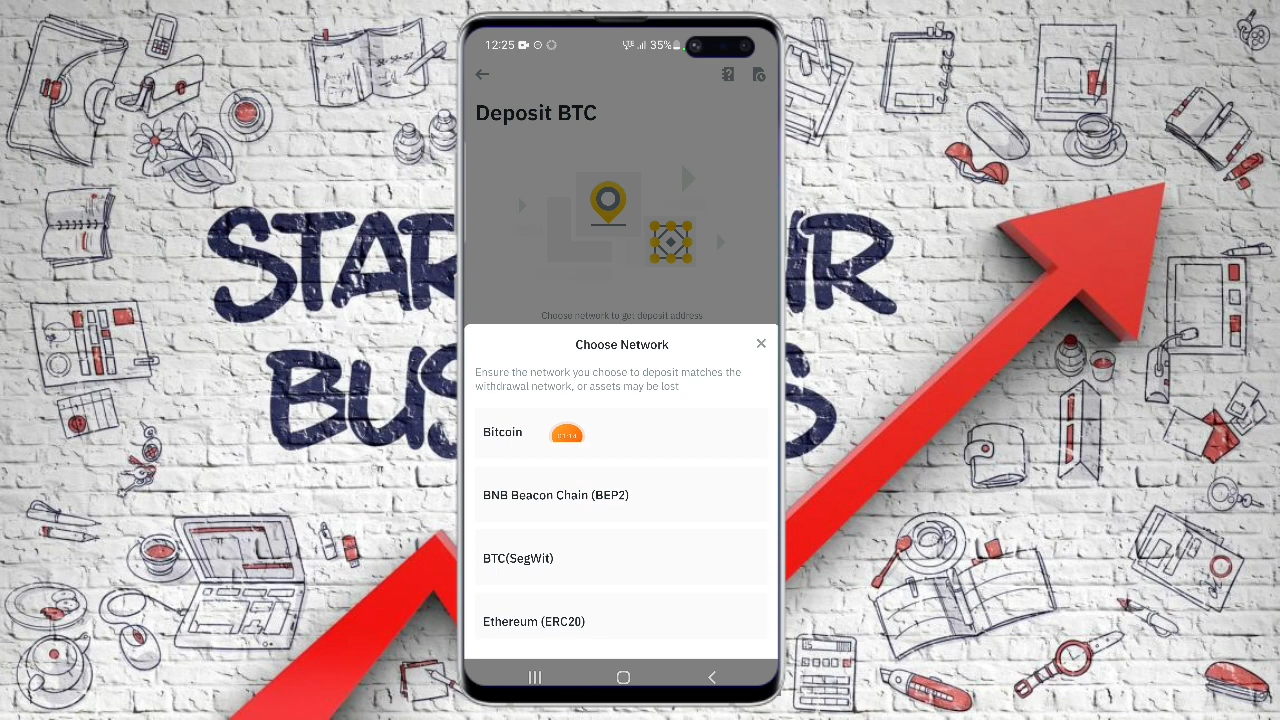 12:25
35%
Deposit BTC
Choose network to get deposit address
Choose Network
Ensure the network you choose to deposit matches the
withdrawal network, or assets may be lost
Bitcoin
01:14
BNB Beacon Chain (BEP2)
BTC(SegWit)
Ethereum (ERC20)